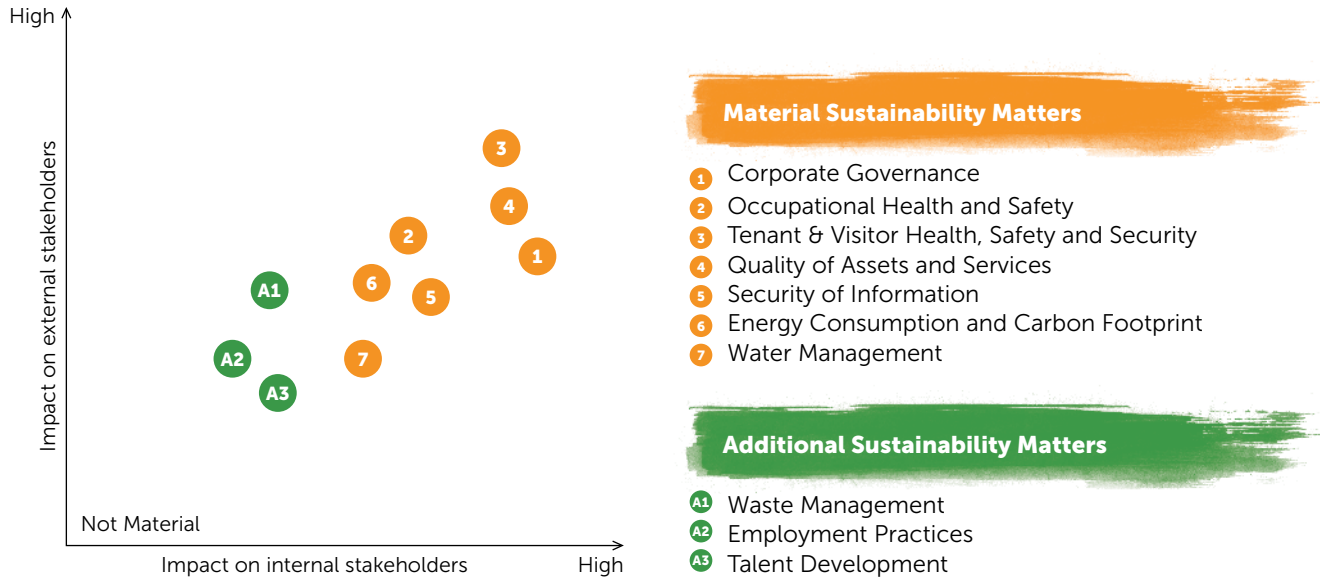 High
Impact on external stakeholders
3
4
2
1
6
A1
5
A2
7
A3
Not Material
Impact on internal stakeholders
High
Material Sustainability Matters
1 Corporate Governance
2 Occupational Health and Safety
3 Tenant & Visitor Health, Safety and Security
4 Quality of Assets and Services
5 Security of Information
6 Energy Consumption and Carbon Footprint
7 Water Management
Additional Sustainability Matters
A1 Waste Management
A2 Employment Practices
A3 Talent Development